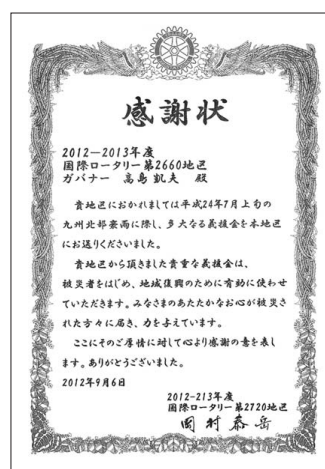 感謝状
2012－2013年度
国際ロータリー第2660地区
ガバナー 高島凱夫 殿
貴地区におかれましては平成24年7月上旬の
九州北部豪雨に際し、多大なる義援金を本地区
にお送りくださいました。
貴地区から頂きました貴重な義援金は、
被災者をはじめ、地域復興のために有効に使わせ
ていただきます。みなさまのあたたかなお心が被災さ
れた方々に届き、力を与えています。
ここにそのご厚情に対して心より感謝の意を表し
ます。ありがとうございました。
2012年9月6日
2012-213年度
国際ロータリー第2720地区
岡村泰岳